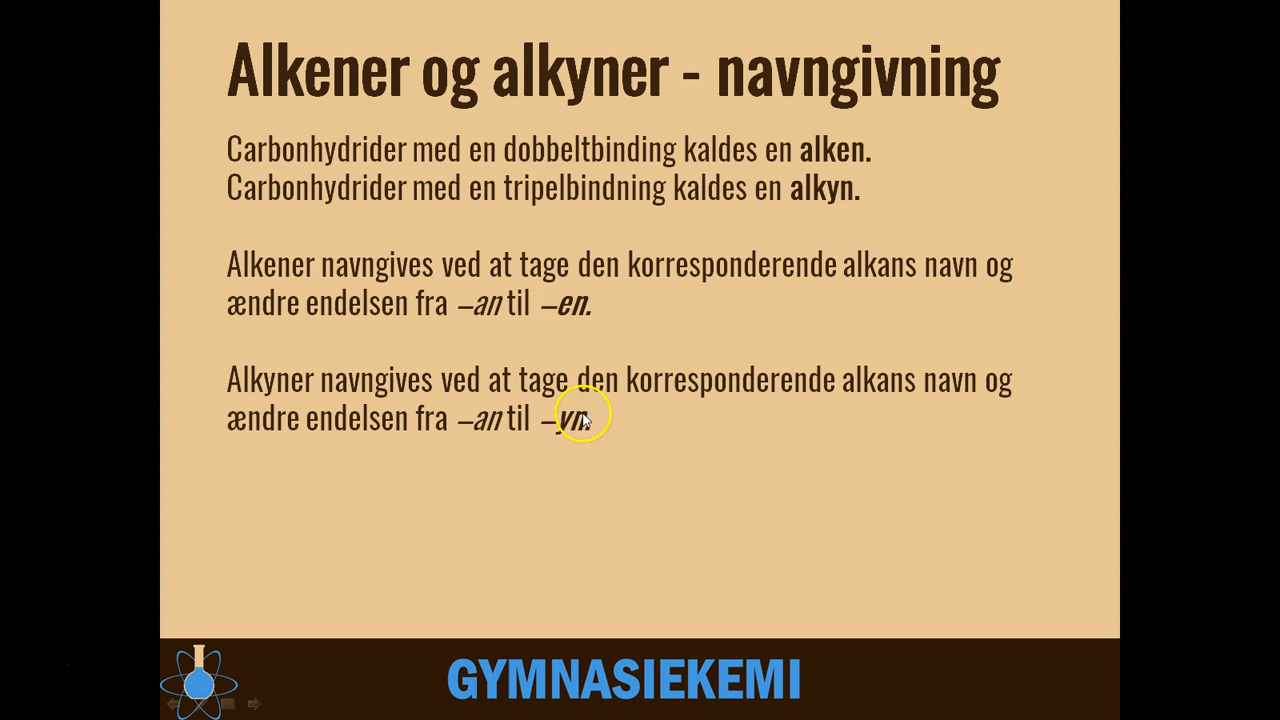 Alkener og alkyner - navngivning
Carbonhydrider med en dobbeltbinding kaldes en alken.
Carbonhydrider med en tripelbindning kaldes en alkyn.
Alkener navngives ved at tage den korresponderende alkans navn og
ændre endelsen fra –an til –en.
Alkyner navngives ved at tage den korresponderende alkans navn og
ændre endelsen fra –an til –yn.
GYMNASIEKEMI